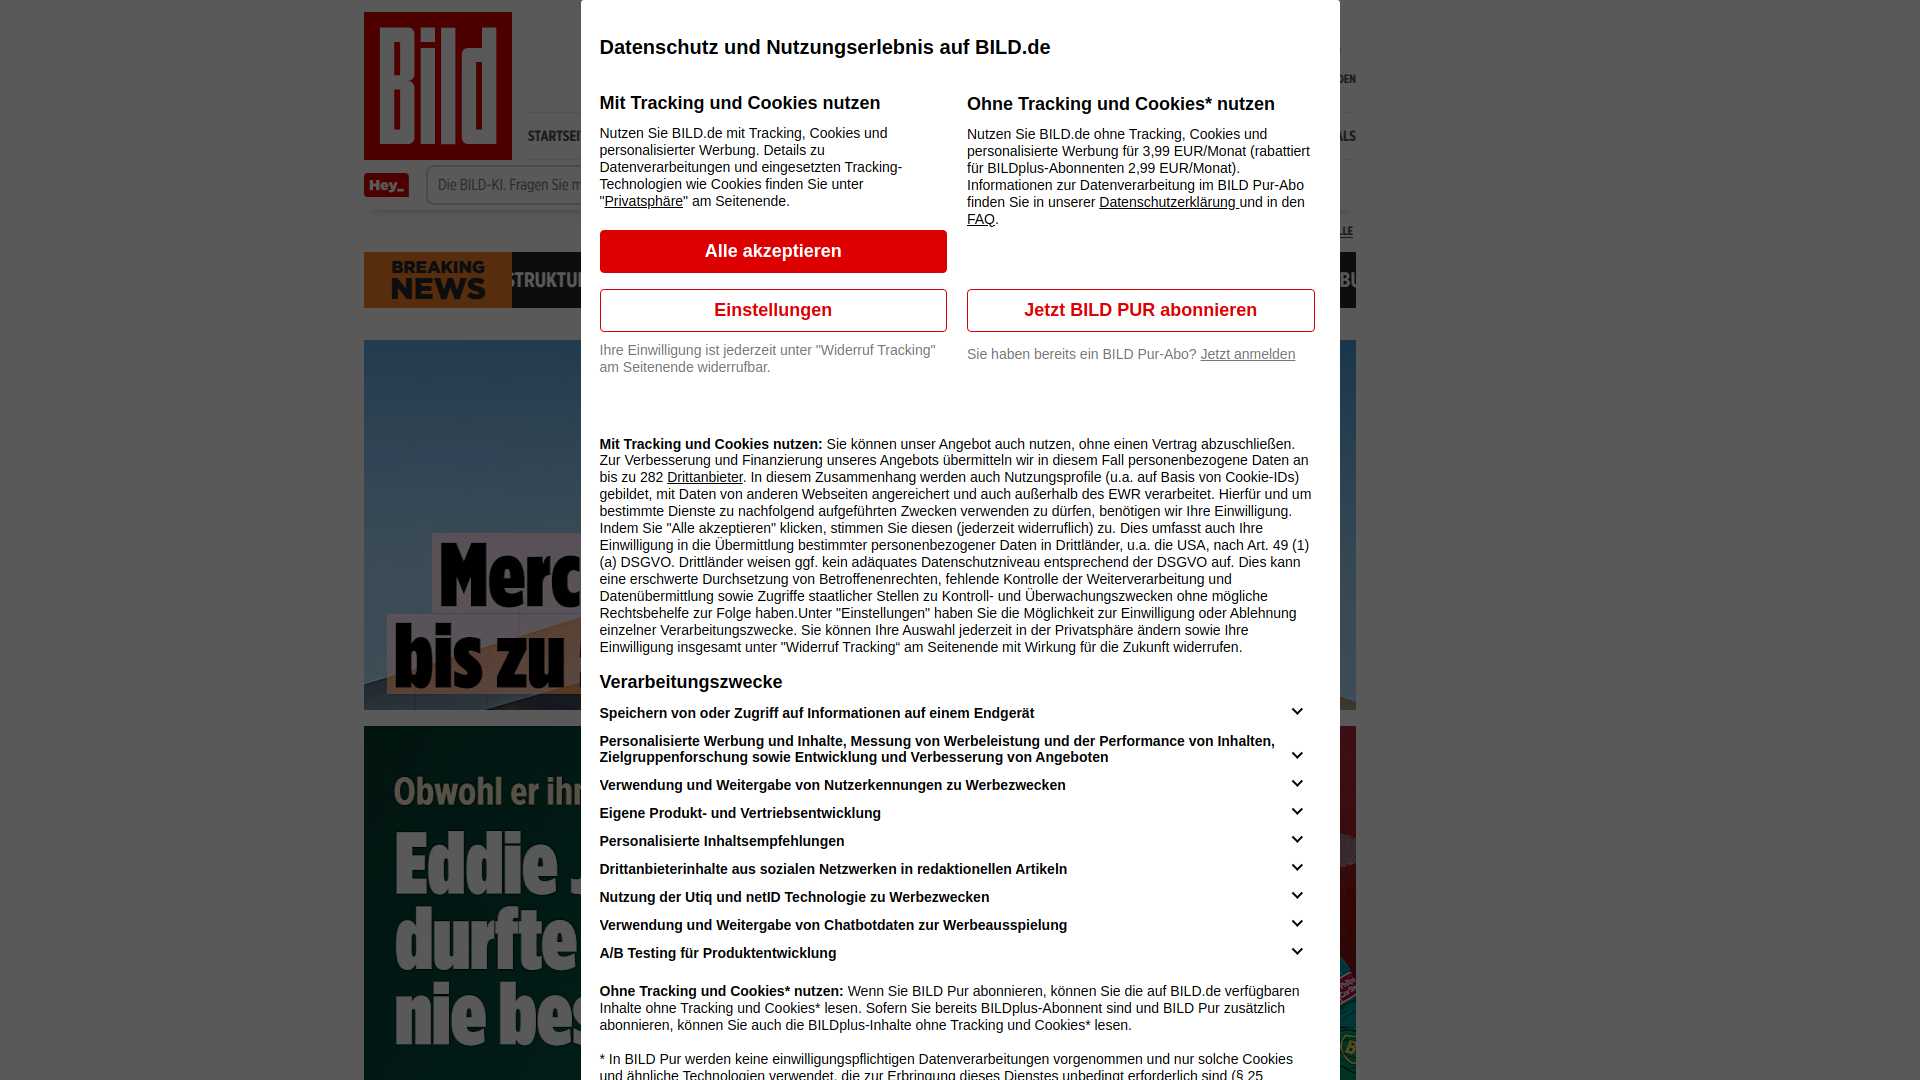 Bild
STARTSEI
Hey_
Die BILD-KI. Fragen Sie m
BREAKING
NEWS
STRUKTU
Merc
bis zu
Obwohl er ihr
Eddie
durfte
nie bes
DEN
ALS
LLE
BU
Datenschutz und Nutzungserlebnis auf BILD.de
Mit Tracking und Cookies nutzen
Nutzen Sie BILD.de mit Tracking, Cookies und
personalisierter Werbung. Details zu
Datenverarbeitungen und eingesetzten Tracking-
Technologien wie Cookies finden Sie unter
"Privatsphäre" am Seitenende.
Alle akzeptieren
Einstellungen
Ihre Einwilligung ist jederzeit unter "Widerruf Tracking"
am Seitenende widerrufbar.
Ohne Tracking und Cookies* nutzen
Nutzen Sie BILD.de ohne Tracking, Cookies und
personalisierte Werbung für 3,99 EUR/Monat (rabattiert
für BILDplus-Abonnenten 2,99 EUR/Monat).
Informationen zur Datenverarbeitung im BILD Pur-Abo
finden Sie in unserer Datenschutzerklärung und in den
FAQ.
Jetzt BILD PUR abonnieren
Sie haben bereits ein BILD Pur-Abo? Jetzt anmelden
Mit Tracking und Cookies nutzen: Sie können unser Angebot auch nutzen, ohne einen Vertrag abzuschließen.
Zur Verbesserung und Finanzierung unseres Angebots übermitteln wir in diesem Fall personenbezogene Daten an
bis zu 282 Drittanbieter. In diesem Zusammenhang werden auch Nutzungsprofile (u.a. auf Basis von Cookie-IDs)
gebildet, mit Daten von anderen Webseiten angereichert und auch außerhalb des EWR verarbeitet. Hierfür und um
bestimmte Dienste zu nachfolgend aufgeführten Zwecken verwenden zu dürfen, benötigen wir Ihre Einwilligung.
Indem Sie "Alle akzeptieren" klicken, stimmen Sie diesen (jederzeit widerruflich) zu. Dies umfasst auch Ihre
Einwilligung in die Übermittlung bestimmter personenbezogener Daten in Drittländer, u.a. die USA, nach Art. 49 (1)
(a) DSGVO. Drittländer weisen ggf. kein adäquates Datenschutzniveau entsprechend der DSGVO auf. Dies kann
eine erschwerte Durchsetzung von Betroffenenrechten, fehlende Kontrolle der Weiterverarbeitung und
Datenübermittlung sowie Zugriffe staatlicher Stellen zu Kontroll- und Überwachungszwecken ohne mögliche
Rechtsbehelfe zur Folge haben.Unter "Einstellungen" haben Sie die Möglichkeit zur Einwilligung oder Ablehnung
einzelner Verarbeitungszwecke. Sie können Ihre Auswahl jederzeit in der Privatsphäre ändern sowie Ihre
Einwilligung insgesamt unter "Widerruf Tracking“ am Seitenende mit Wirkung für die Zukunft widerrufen.
Verarbeitungszwecke
Speichern von oder Zugriff auf Informationen auf einem Endgerät
Personalisierte Werbung und Inhalte, Messung von Werbeleistung und der Performance von Inhalten,
Zielgruppenforschung sowie Entwicklung und Verbesserung von Angeboten
Verwendung und Weitergabe von Nutzerkennungen zu Werbezwecken
Eigene Produkt- und Vertriebsentwicklung
Personalisierte Inhaltsempfehlungen
Drittanbieterinhalte aus sozialen Netzwerken in redaktionellen Artikeln
Nutzung der Utiq und netID Technologie zu Werbezwecken
Verwendung und Weitergabe von Chatbotdaten zur Werbeausspielung
A/B Testing für Produktentwicklung
Ohne Tracking und Cookies* nutzen: Wenn Sie BILD Pur abonnieren, können Sie die auf BILD.de verfügbaren
Inhalte ohne Tracking und Cookies* lesen. Sofern Sie bereits BILDplus-Abonnent sind und BILD Pur zusätzlich
abonnieren, können Sie auch die BILDplus-Inhalte ohne Tracking und Cookies* lesen.
* In BILD Pur werden keine einwilligungspflichtigen Datenverarbeitungen vorgenommen und nur solche Cookies
und ähnliche Technologien verwendet, die zur Erbringung dieses Dienstes unbedingt erforderlich sind (§ 25